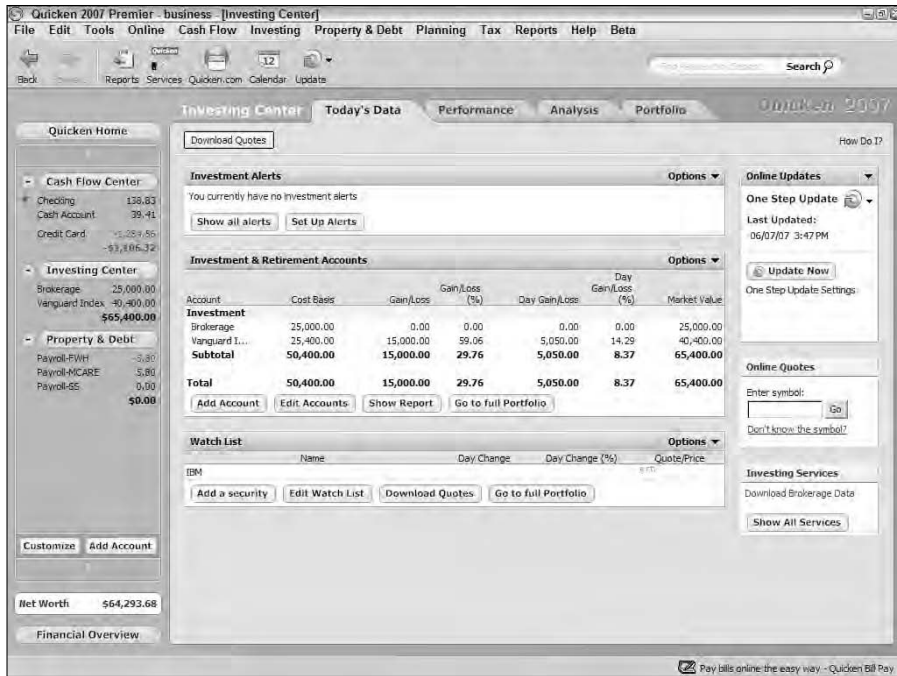 Quicken 2007 Premier - business - [Investing Center]
File Edit Tools Online Cash Flow Investing Property & Debt Planning Tax Reports Help Beta
Quicken
12
Back Reports Services Quicken.com Calendar Update
Search
Investing Center Today's Data Performance Analysis Portfolio Quicken 2007
Quicken Home
Download Quotes How Do I?
- Cash Flow Center
Checking 138.83
Cash Account 39.41
Credit Card
- Investing Center
Brokerage 25,000.00
Vanguard Index 40,400.00
$65,400.00
- Property & Debt
Payroll-FWH
Payroll-MCARE 5.80
Payroll-SS 0.00
$0.00
Customize Add Account
Net Worth $64,293.68
Financial Overview
Investment Alerts Options
You currently have no investment alerts
Show all alerts Set Up Alerts
Investment & Retirement Accounts Options
Account Cost Basis Gain/Loss Gain/Loss (%) Day Gain/Loss Day Gain/Loss (%) Market Value
Investment
Brokerage 25,000.00 0.00 0.00 0.00 0.00 25,000.00
Vanguard I... 25,400.00 15,000.00 59.06 5,050.00 14.29 40,400.00
Subtotal 50,400.00 15,000.00 29.76 5,050.00 8.37 65,400.00
Total 50,400.00 15,000.00 29.76 5,050.00 8.37 65,400.00
Add Account Edit Accounts Show Report Go to full Portfolio
Watch List Options
Name Day Change Day Change (%) Quote/Price
IBM
Add a security Edit Watch List Download Quotes Go to full Portfolio
Online Updates
One Step Update
Last Updated:
06/07/07 3:47PM
Update Now
One Step Update Settings
Online Quotes
Enter symbol:
Go
Don't know the symbol?
Investing Services
Download Brokerage Data
Show All Services
Pay bills online the easy way - Quicken Bill Pay